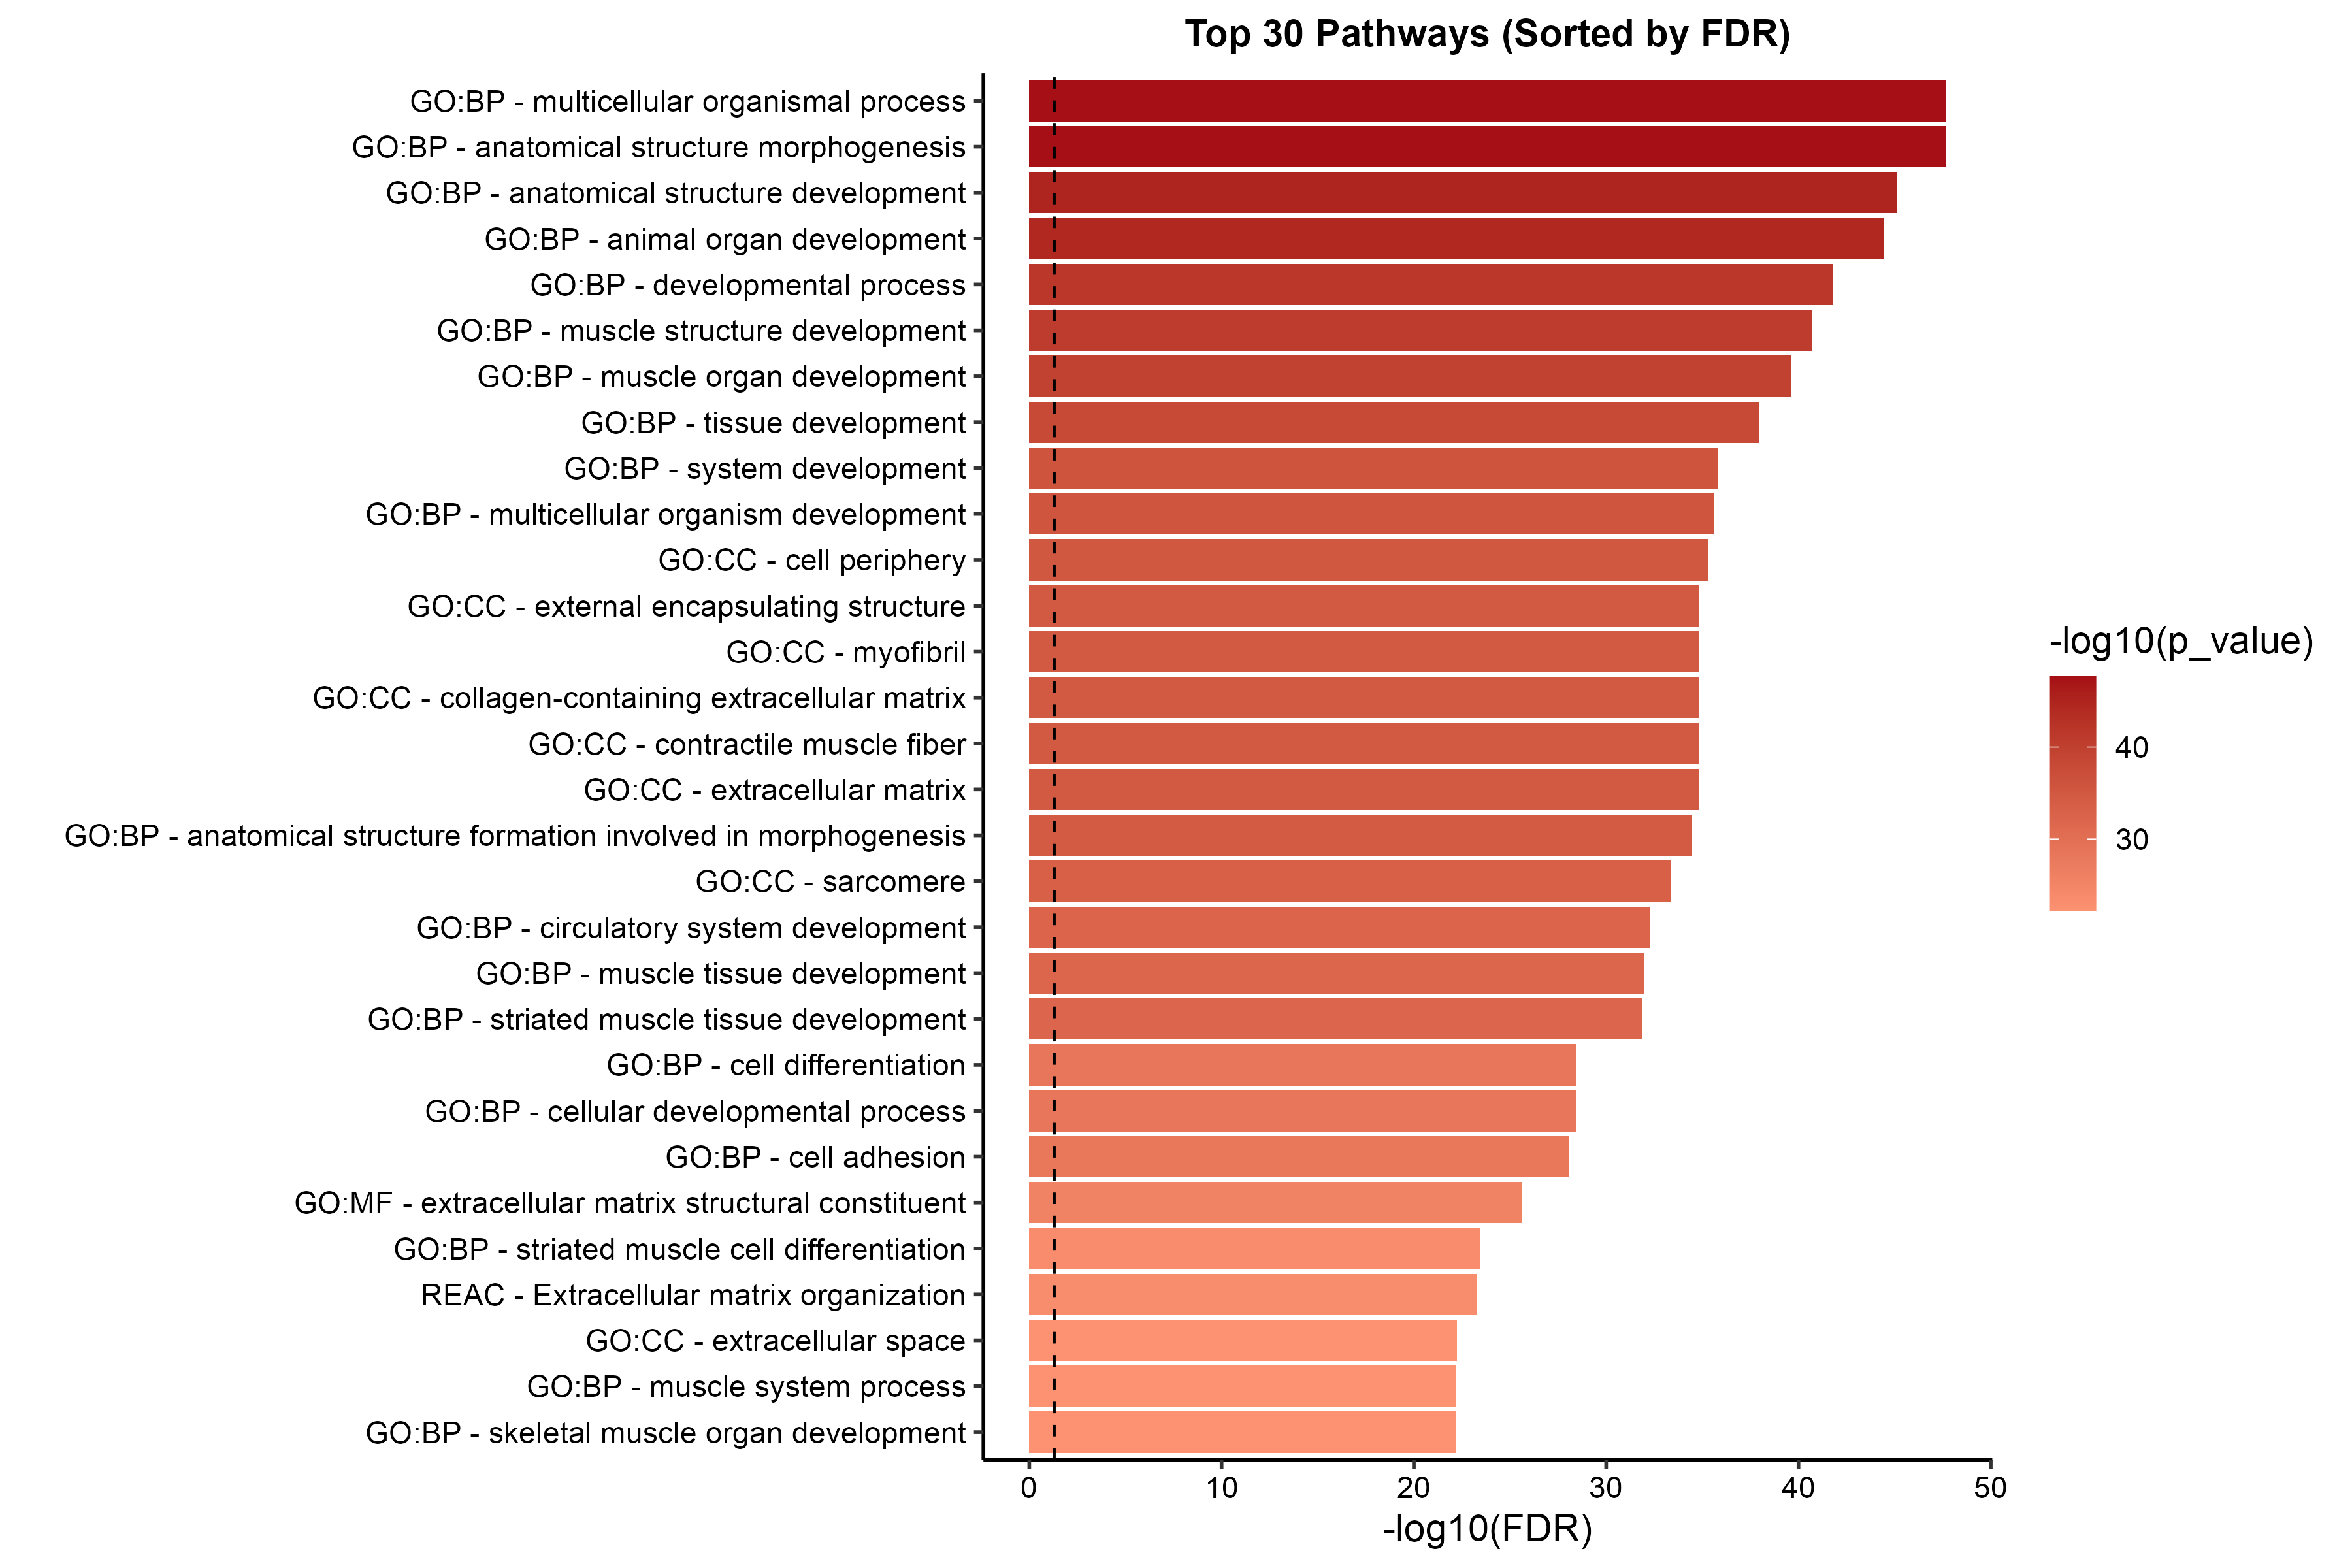 Top 30 Pathways (Sorted by FDR)
GO:BP - multicellular organismal process
GO:BP - anatomical structure morphogenesis
GO:BP - anatomical structure development
GO:BP - animal organ development
GO:BP - developmental process
GO:BP - muscle structure development
GO:BP - muscle organ development
GO:BP - tissue development
GO:BP - system development
GO:BP - multicellular organism development
GO:CC - cell periphery
GO:CC - external encapsulating structure
GO:CC - myofibril
GO:CC - collagen-containing extracellular matrix
GO:CC - contractile muscle fiber
GO:CC - extracellular matrix
GO:BP - anatomical structure formation involved in morphogenesis
GO:CC - sarcomere
GO:BP - circulatory system development
GO:BP - muscle tissue development
GO:BP - striated muscle tissue development
GO:BP - cell differentiation
GO:BP - cellular developmental process
GO:BP - cell adhesion
GO:MF - extracellular matrix structural constituent
GO:BP - striated muscle cell differentiation
REAC - Extracellular matrix organization
GO:CC - extracellular space
GO:BP - muscle system process
GO:BP - skeletal muscle organ development
0 10 20 30 40 50
-log10(FDR)
-log10(p_value)
40
30